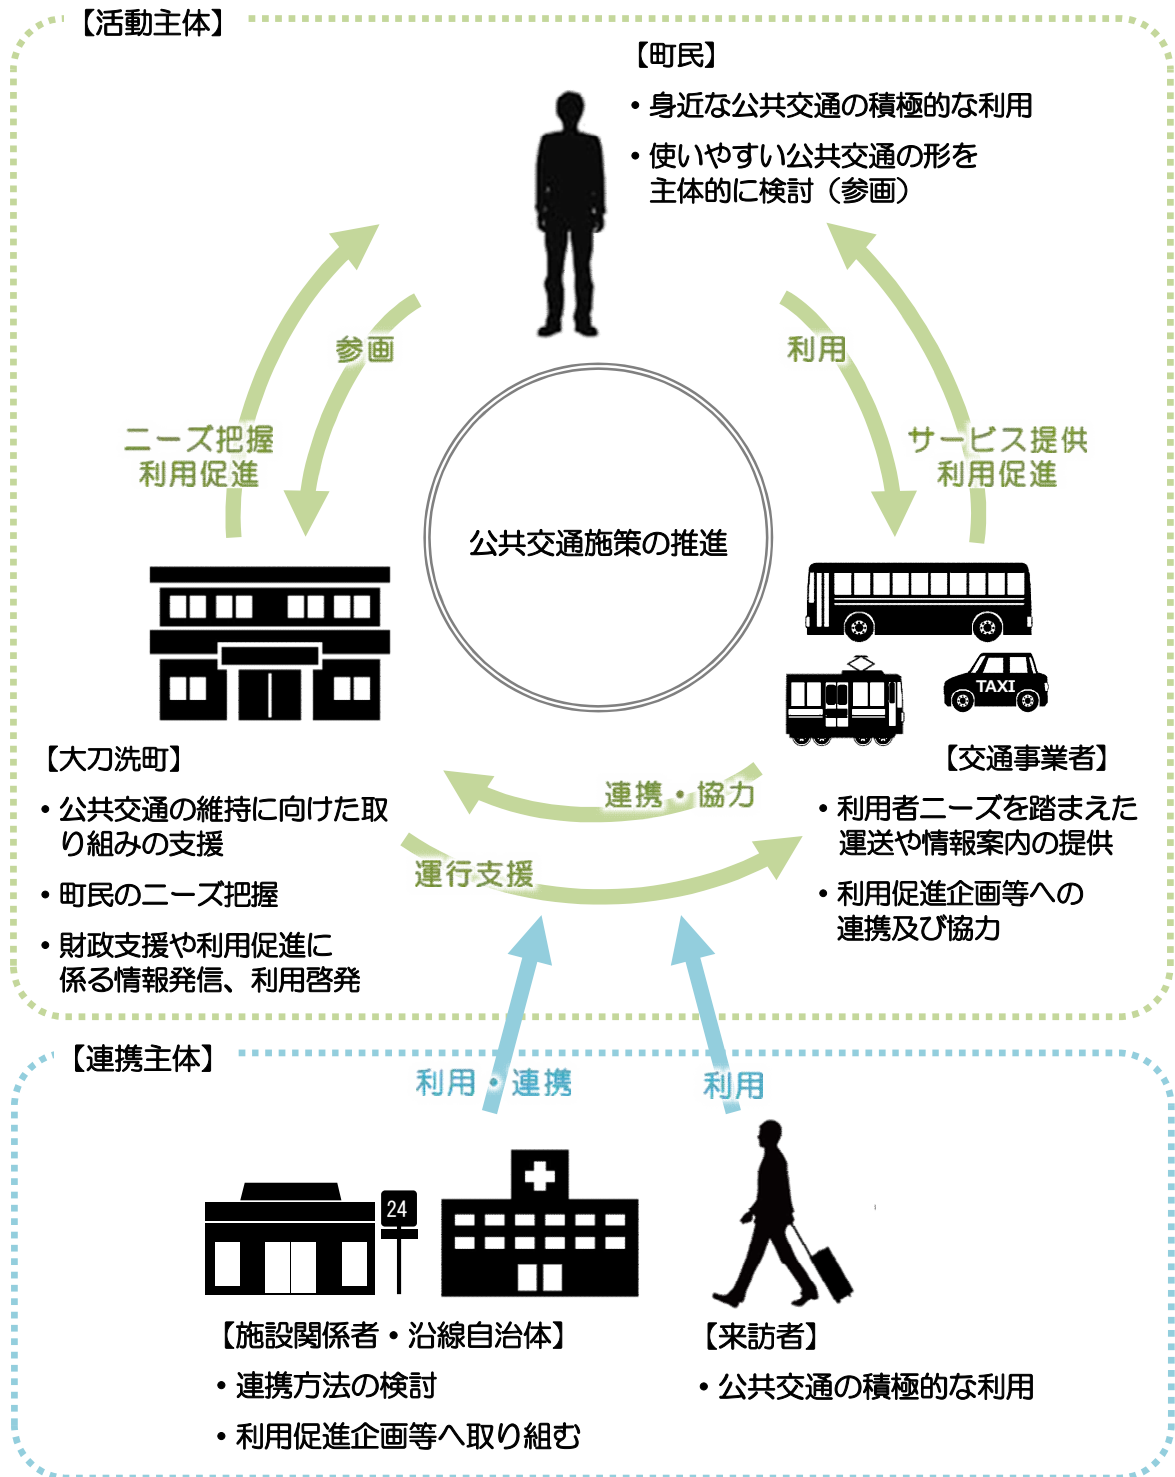 【活動主体】
【町民】
・身近な公共交通の積極的な利用
・使いやすい公共交通の形を
主体的に検討（参画）
参画
利用
ニーズ把握
利用促進
サービス提供
利用促進
公共交通施策の推進
TAXI
【大刀洗町】
・公共交通の維持に向けた取
り組みの支援
・町民のニーズ把握
・財政支援や利用促進に
係る情報発信、利用啓発
【交通事業者】
・利用者ニーズを踏まえた
運送や情報案内の提供
・利用促進企画等への
連携及び協力
連携・協力
運行支援
【連携主体】
利用・連携
利用
24
【施設関係者・沿線自治体】
・連携方法の検討
・利用促進企画等へ取り組む
【来訪者】
・公共交通の積極的な利用